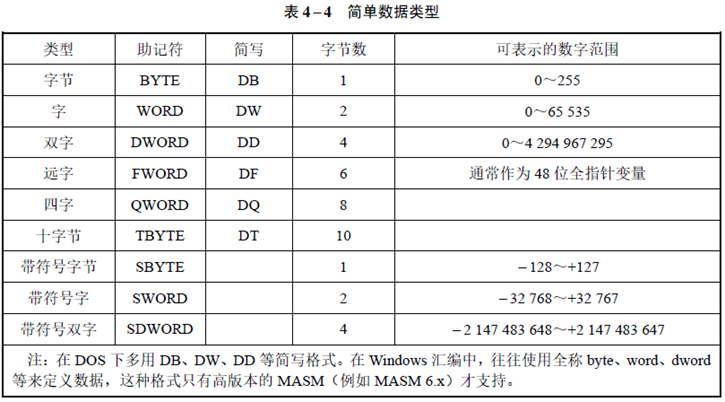 表 4－4 简单数据类型
类型 助记符 简写 字节数 可表示的数字范围
字节 BYTE DB 1 0～255
字 WORD DW 2 0～65 535
双字 DWORD DD 4 0～4 294 967 295
远字 FWORD DF 6 通常作为 48 位全指针变量
四字 QWORD DQ 8
十字节 TBYTE DT 10
带符号字节 SBYTE 1 －128～+127
带符号字 SWORD 2 －32 768～+32 767
带符号双字 SDWORD 4 －2 147 483 648～+2 147 483 647
注：在 DOS 下多用 DB、DW、DD 等简写格式。在 Windows 汇编中，往往使用全称 byte、word、dword
等来定义数据，这种格式只有高版本的 MASM（例如 MASM 6.x）才支持。